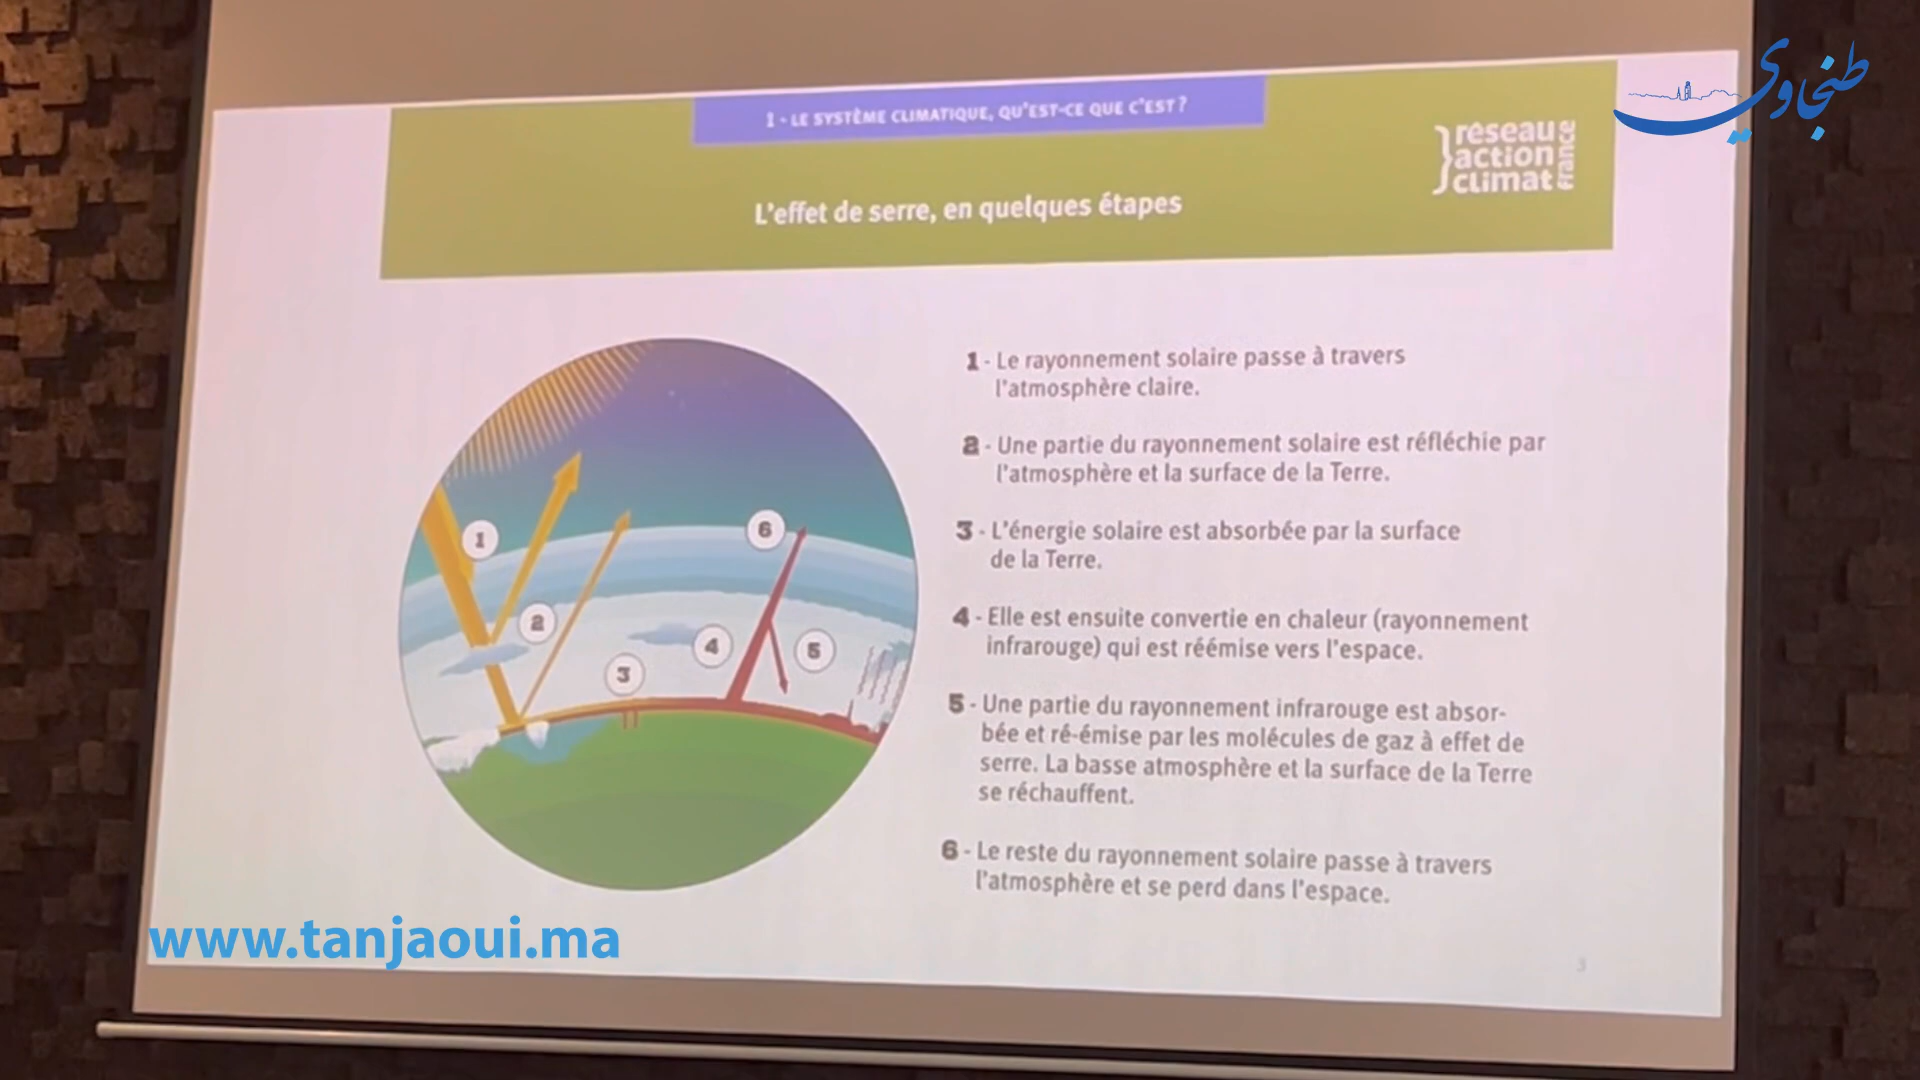 طنجاوي
1 - LE SYSTÈME CLIMATIQUE, QU'EST-CE QUE C'EST ?
réseau
action
climat
france
L'effet de serre, en quelques étapes
1 - Le rayonnement solaire passe à travers
l'atmosphère claire.
2 - Une partie du rayonnement solaire est réfléchie par
l'atmosphère et la surface de la Terre.
3 - L'énergie solaire est absorbée par la surface
de la Terre.
4 - Elle est ensuite convertie en chaleur (rayonnement
infrarouge) qui est réémise vers l'espace.
5 - Une partie du rayonnement infrarouge est absor-
bée et ré-émise par les molécules de gaz à effet de
serre. La basse atmosphère et la surface de la Terre
se réchauffent.
6 - Le reste du rayonnement solaire passe à travers
l'atmosphère et se perd dans l'espace.
1
2
3
4
5
6
www.tanjaoui.ma
3